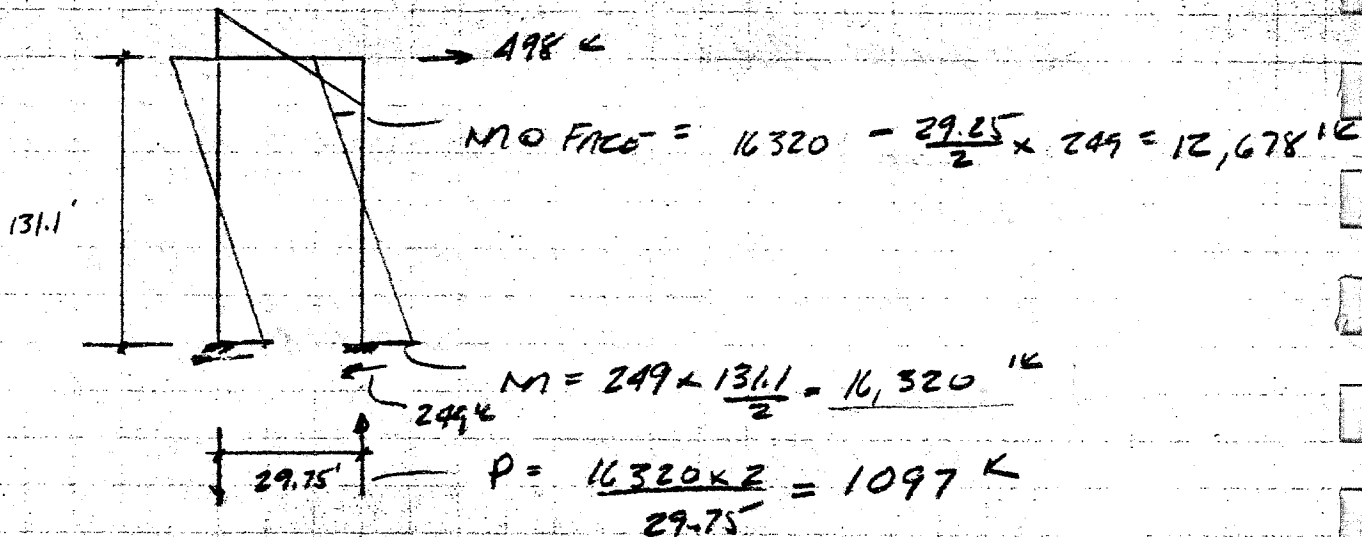 498 K
M @ FACE = 16320 - 29.25/2 x 249 = 12,678 'K
131.1'
M = 249 x 131.1/2 = 16,320 'K
249 K
29.75'
P = 16320 x 2 / 29.75 = 1097 K